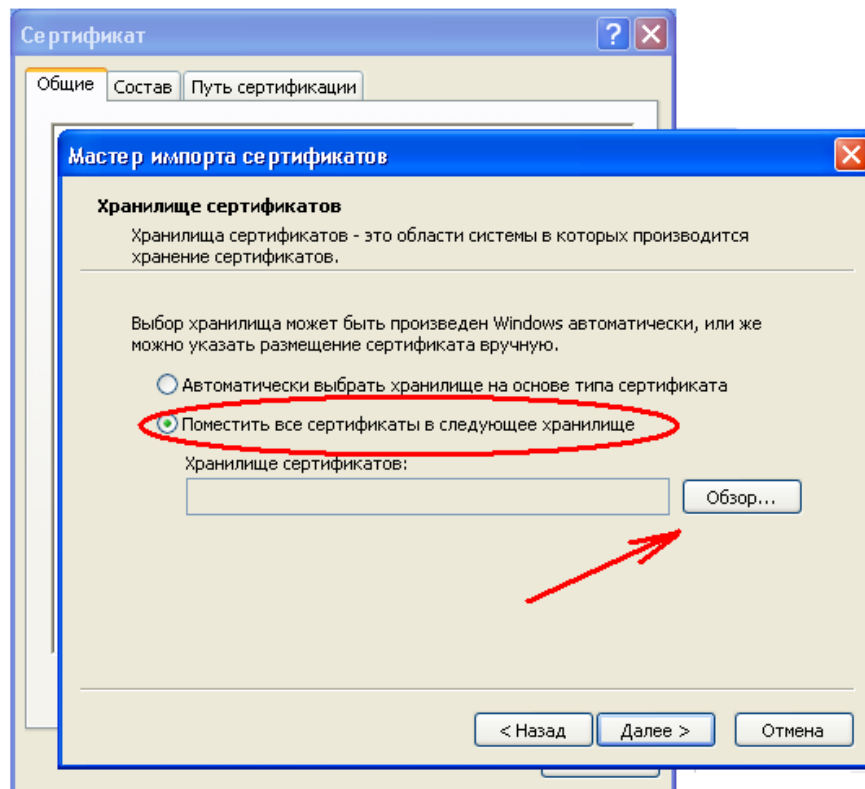 Сертификат
Общие Состав Путь сертификации
Мастер импорта сертификатов
Хранилище сертификатов
Хранилища сертификатов - это области системы в которых производится
хранение сертификатов.
Выбор хранилища может быть произведен Windows автоматически, или же
можно указать размещение сертификата вручную.
Автоматически выбрать хранилище на основе типа сертификата
Поместить все сертификаты в следующее хранилище
Хранилище сертификатов:
Обзор...
< Назад Далее > Отмена